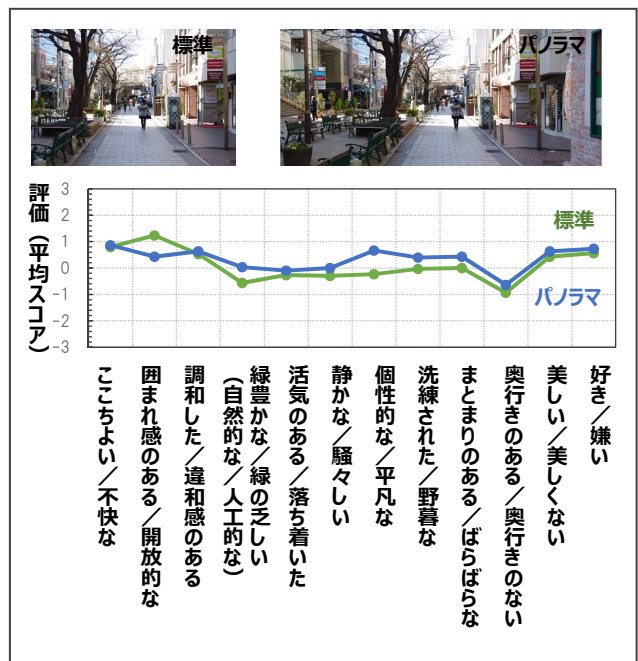 標準
パノラマ
評価（平均スコア）
3
2
1
0
−1
−2
−3
標準
パノラマ
ここちよい／不快な
囲まれ感のある／開放的な
調和した／違和感のある
緑豊かな／緑の乏しい
（自然的な／人工的な）
活気のある／落ち着いた
静かな／騒々しい
個性的な／平凡な
洗練された／野暮な
まとまりのある／ばらばらな
奥行きのある／奥行きのない
美しい／美しくない
好き／嫌い